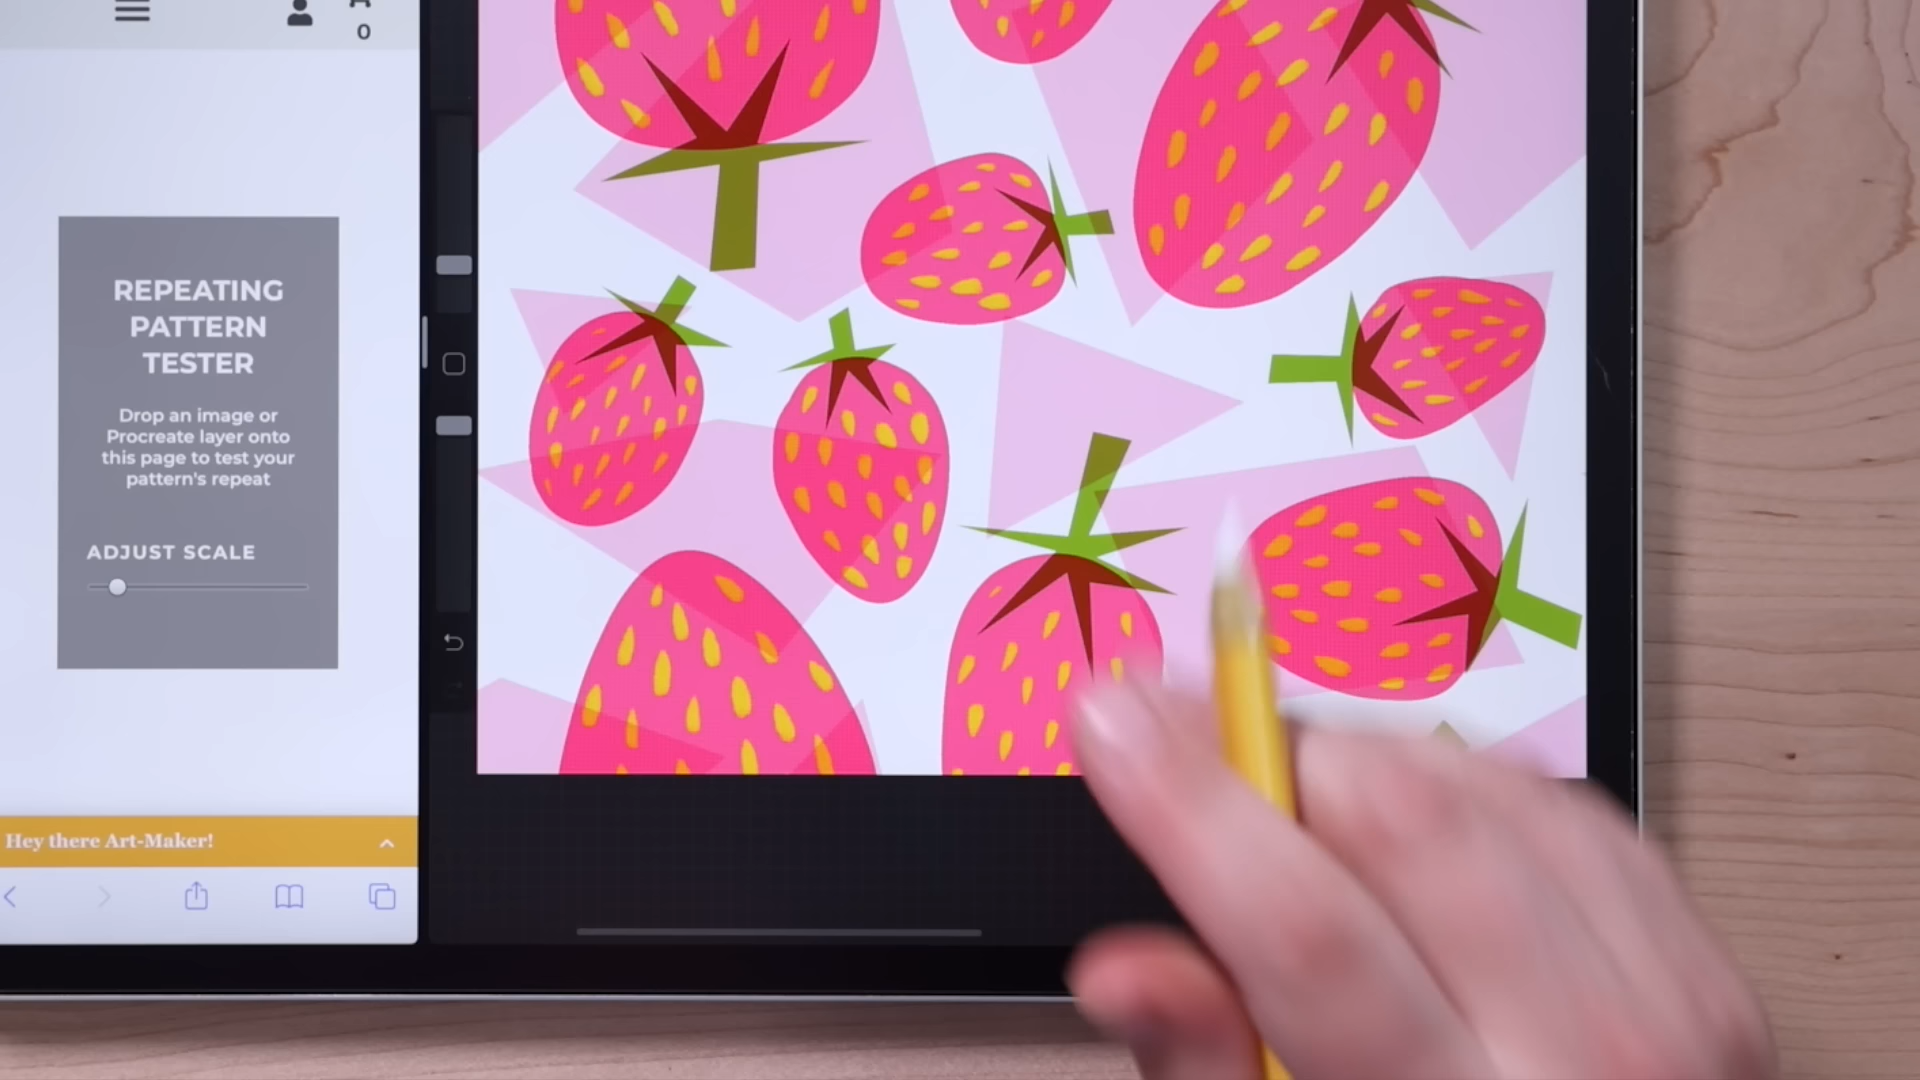 0
REPEATING
PATTERN
TESTER
Drop an image or
Procreate layer onto
this page to test your
pattern's repeat
ADJUST SCALE
Hey there Art-Maker!